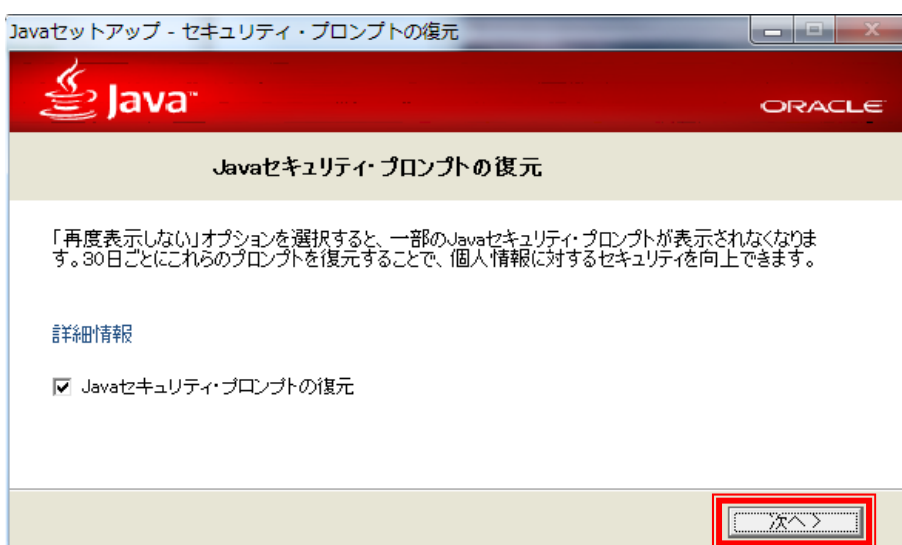 Javaセットアップ - セキュリティ・プロンプトの復元
Java™
ORACLE
Javaセキュリティ・プロンプトの復元
「再度表示しない」オプションを選択すると、一部のJavaセキュリティ・プロンプトが表示されなくなりま
す。30日ごとにこれらのプロンプトを復元することで、個人情報に対するセキュリティを向上できます。
詳細情報
Javaセキュリティ・プロンプトの復元
次へ >